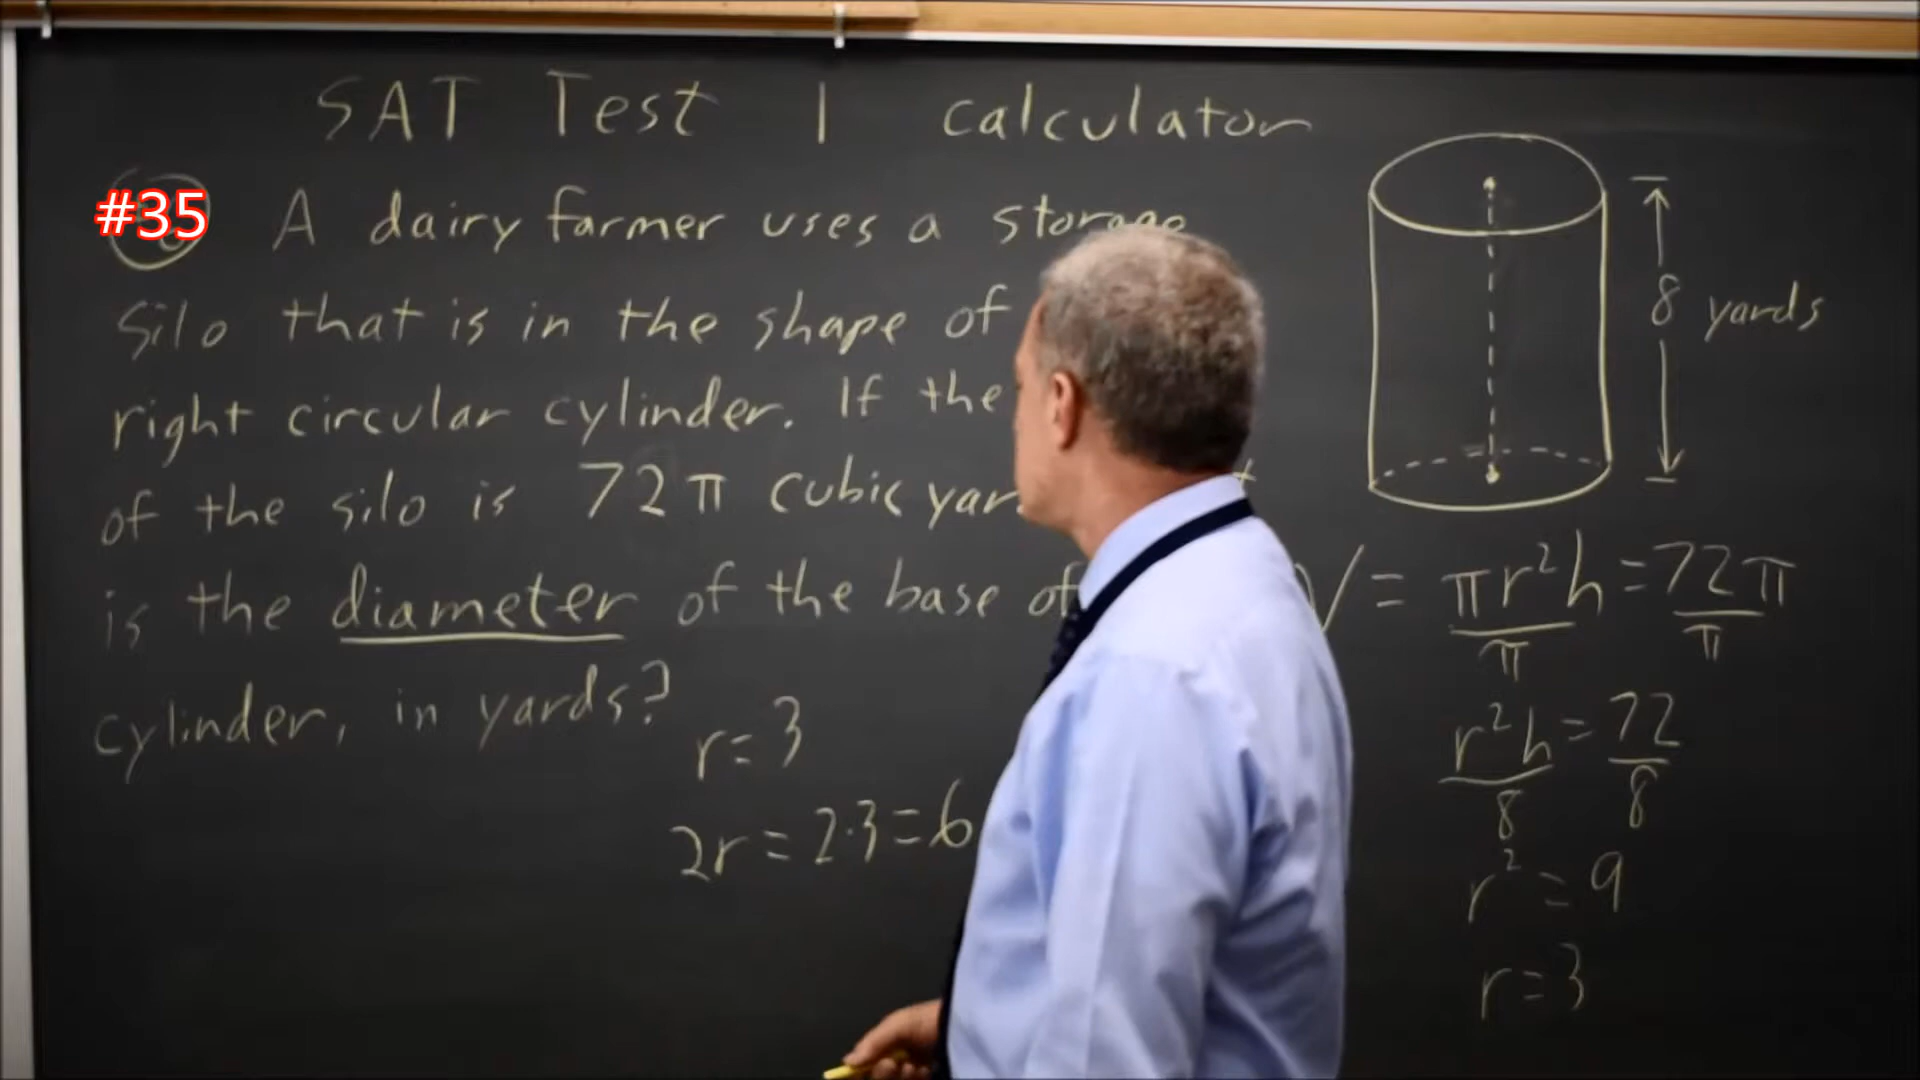 SAT Test 1 calculator
#35 A dairy farmer uses a storage
silo that is in the shape of
right circular cylinder. If the
of the silo is 72π cubic
is the diameter of the base of
cylinder, in yards?
r=3
2r = 2·3=6
8 yards
V = πr²h = 72π
π π
r²h = 72
8 8
r² = 9
r=3